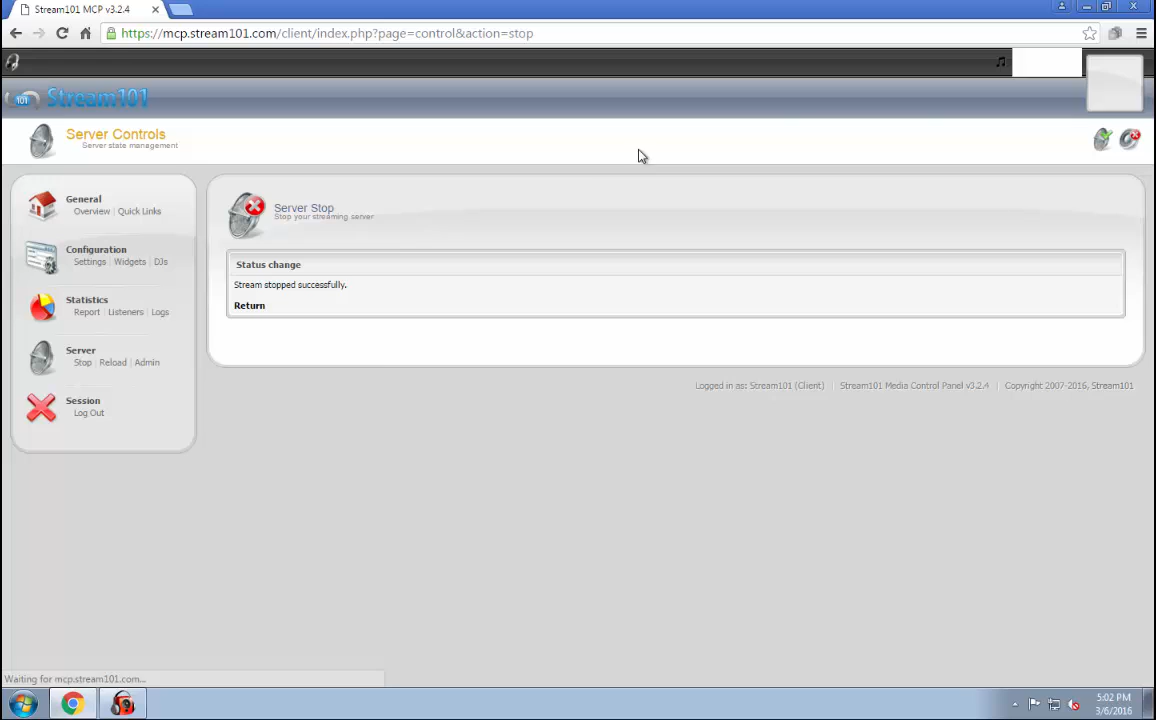 Stream101 MCP v3.2.4
https://mcp.stream101.com/client/index.php?page=control&action=stop
101 Stream101
Server Controls
Server state management
General
Overview | Quick Links
Configuration
Settings | Widgets | DJs
Statistics
Report | Listeners | Logs
Server
Stop | Reload | Admin
Session
Log Out
Server Stop
Stop your streaming server
Status change
Stream stopped successfully.
Return
Logged in as: Stream101 (Client) | Stream101 Media Control Panel v3.2.4 | Copyright 2007-2016, Stream101
Waiting for mcp.stream101.com...
5:02 PM
3/6/2016